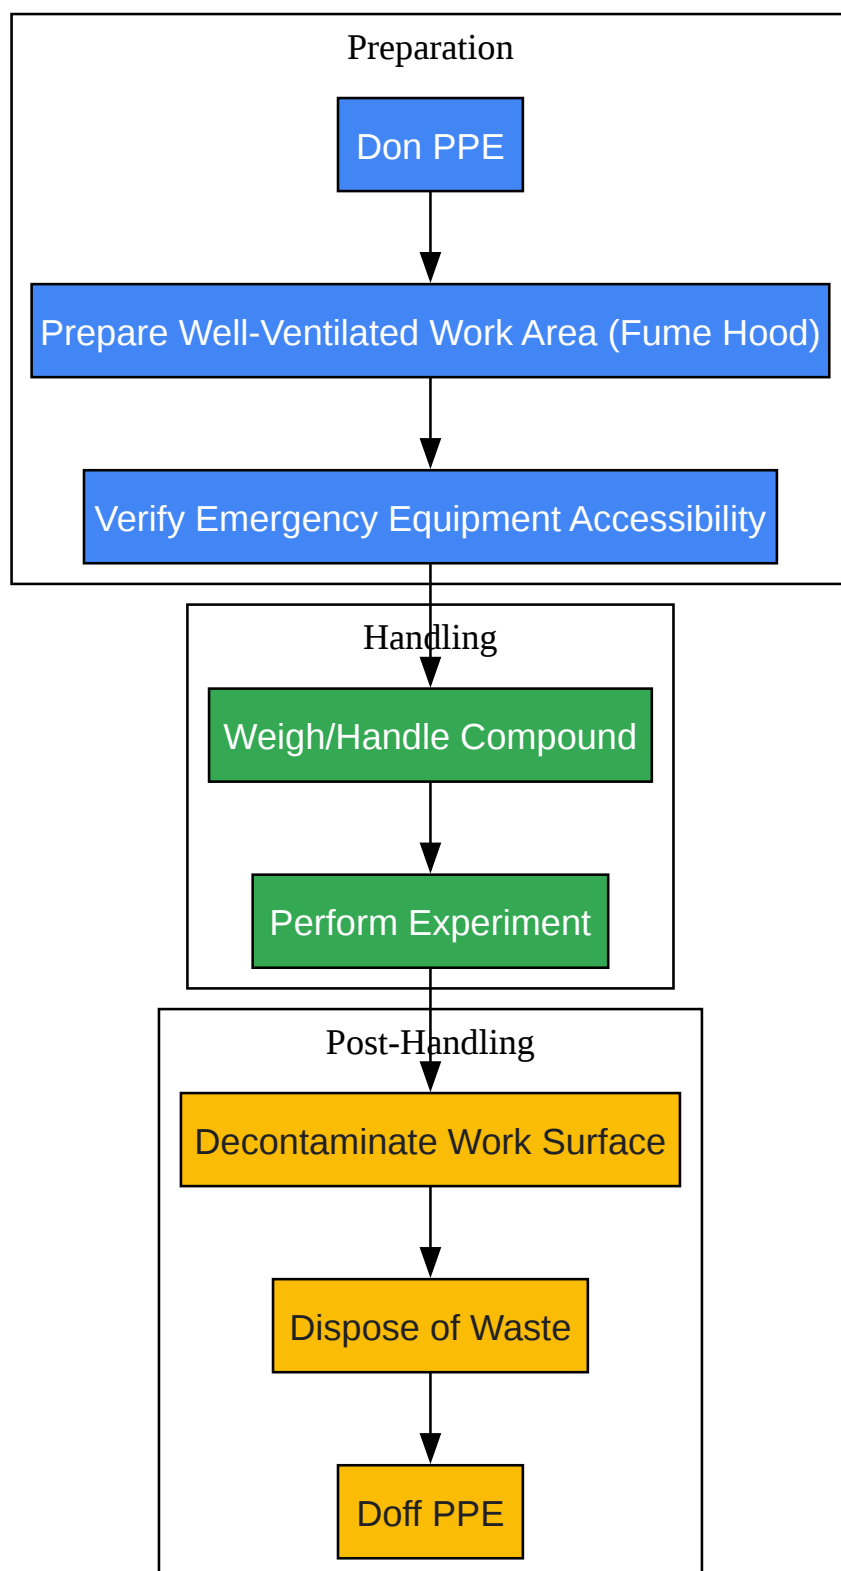 Preparation
Don PPE
Prepare Well-Ventilated Work Area (Fume Hood)
Verify Emergency Equipment Accessibility
Handling
Weigh/Handle Compound
Perform Experiment
Post-Handling
Decontaminate Work Surface
Dispose of Waste
Doff PPE